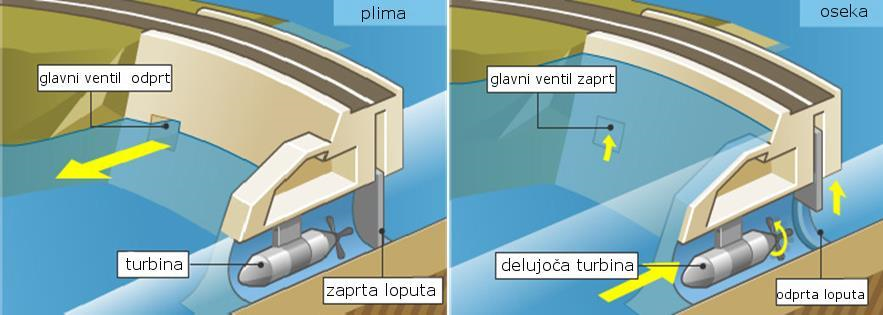 plima
glavni ventil odprt
turbina
zaprta loputa
oseka
glavni ventil zaprt
delujoča turbina
odprta loputa